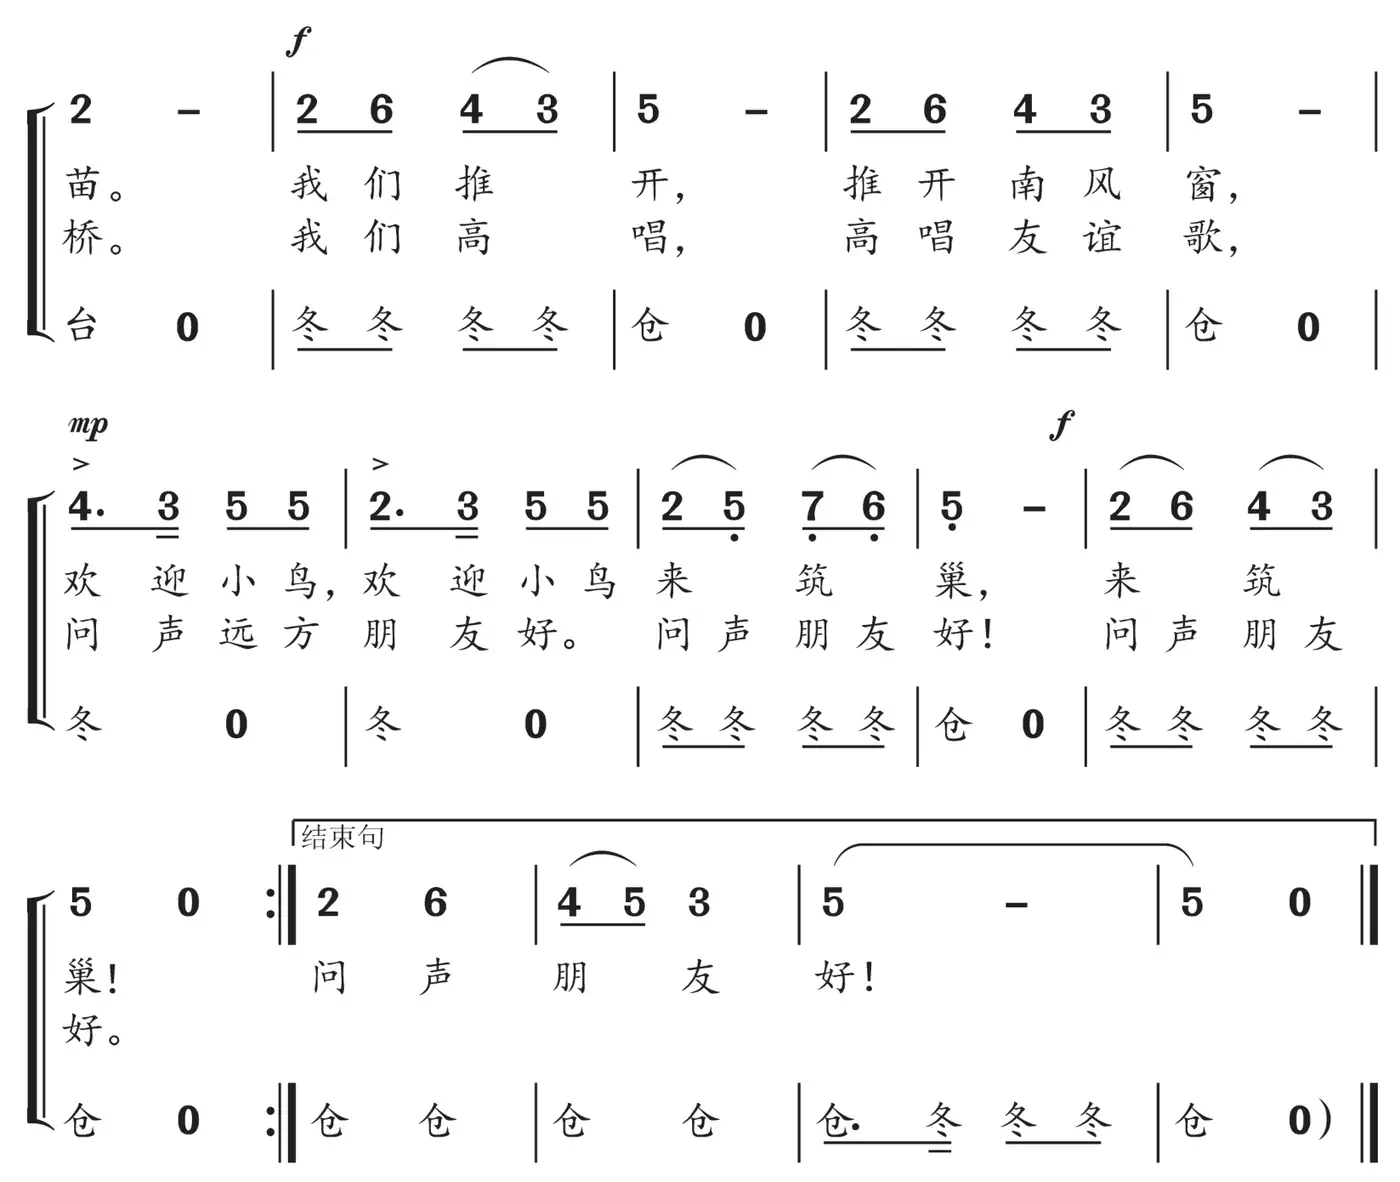 f
2 – | 2 6 4 3 | 5 – | 2 6 4 3 | 5 – |
苗。 我 们 推 开， 推 开 南 风 窗，
桥。 我 们 高 唱， 高 唱 友 谊 歌，
台 0 | 冬 冬 冬 冬 | 仓 0 | 冬 冬 冬 冬 | 仓 0 |
mp f
> >
4. 3 5 5 | 2. 3 5 5 | 2 5 7 6 | 5 – | 2 6 4 3 |
欢 迎 小 鸟， 欢 迎 小 鸟 来 筑 巢， 来 筑
问 声 远 方 朋 友 好。 问 声 朋 友 好！ 问 声 朋 友
冬 0 | 冬 0 | 冬 冬 冬 冬 | 仓 0 | 冬 冬 冬 冬 |
结束句
5 0 :| 2 6 | 4 5 3 | 5 – | 5 0 |
巢！ 问 声 朋 友 好！
好。
仓 0 :| 仓 仓 | 仓 仓 | 仓. 冬 冬 冬 | 仓 0 ) |